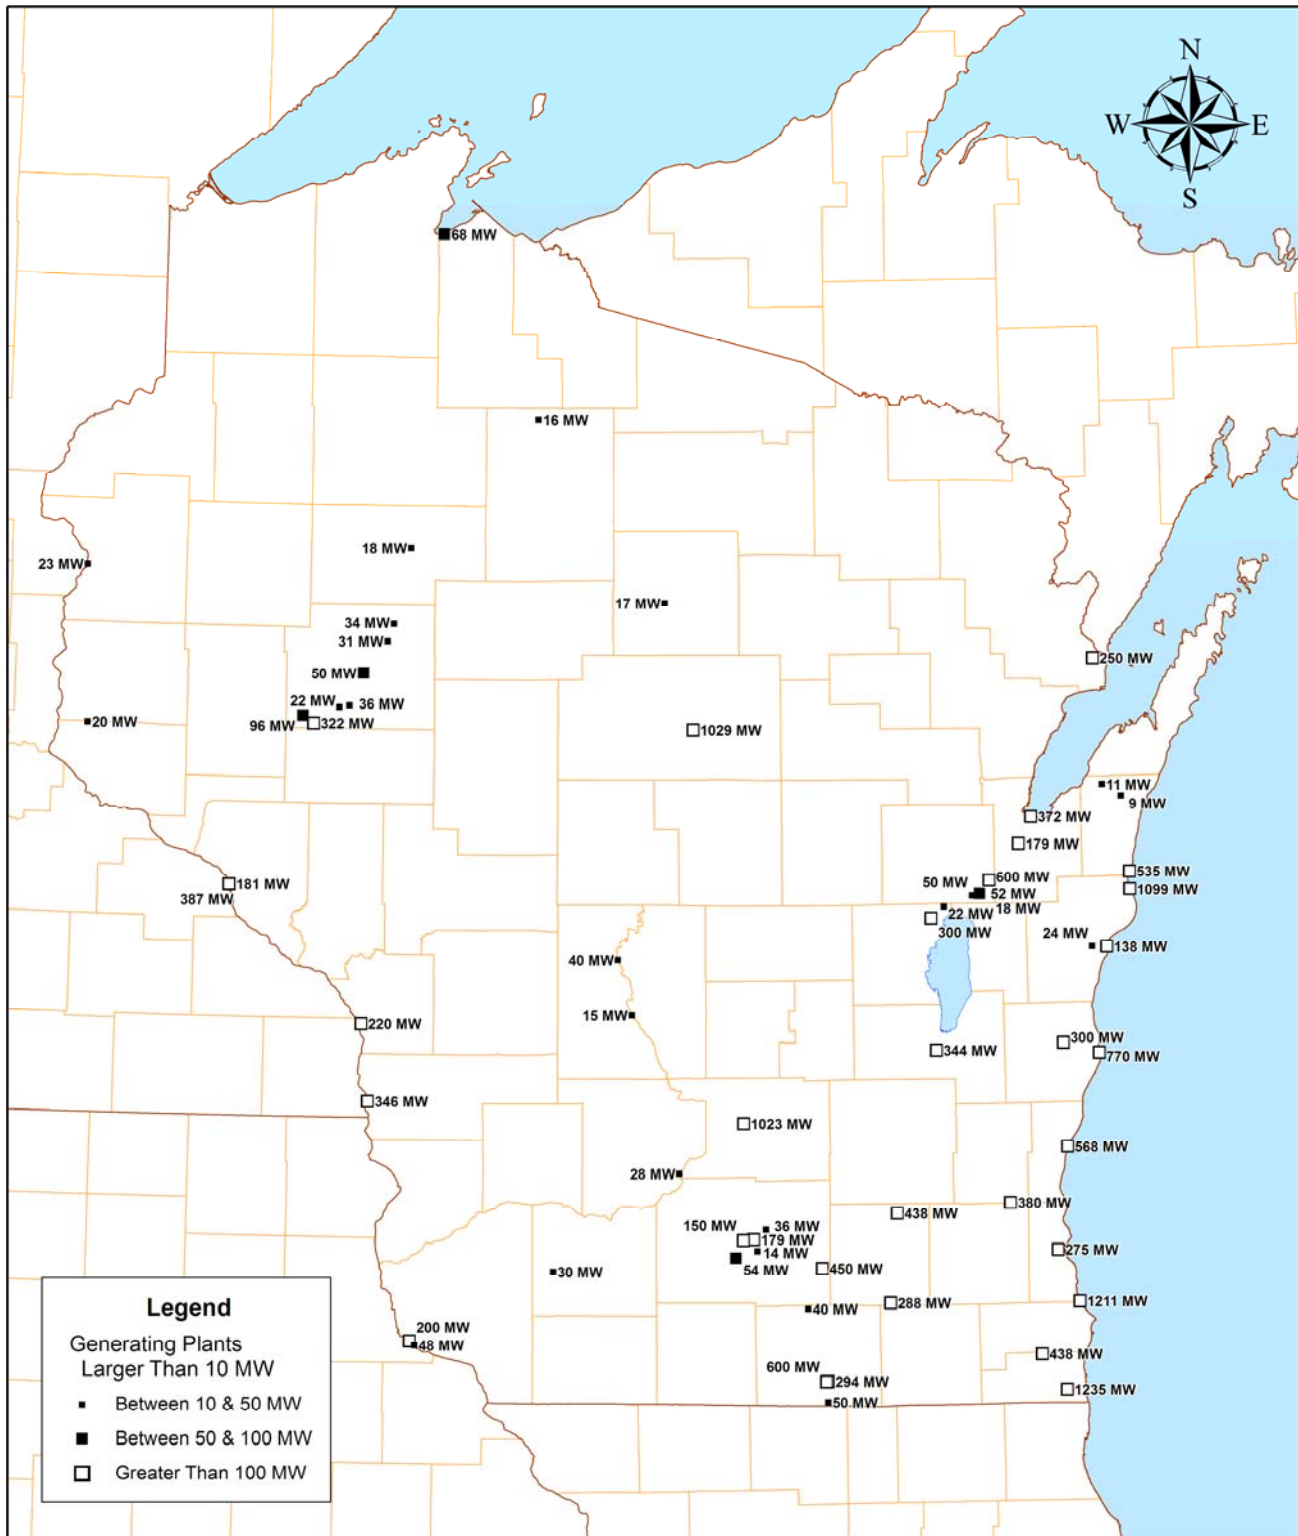 N
W E
S
68 MW
16 MW
18 MW
23 MW
17 MW
34 MW
31 MW
250 MW
50 MW
22 MW
36 MW
20 MW
96 MW
322 MW
1029 MW
11 MW
9 MW
372 MW
179 MW
535 MW
181 MW
600 MW
50 MW
1099 MW
387 MW
52 MW
22 MW
18 MW
300 MW
24 MW
138 MW
40 MW
15 MW
220 MW
300 MW
344 MW
770 MW
346 MW
1023 MW
568 MW
28 MW
380 MW
438 MW
150 MW
36 MW
179 MW
275 MW
14 MW
54 MW
450 MW
30 MW
1211 MW
288 MW
40 MW
200 MW
48 MW
438 MW
600 MW
294 MW
1235 MW
50 MW
Legend
Generating Plants
Larger Than 10 MW
Between 10 & 50 MW
Between 50 & 100 MW
Greater Than 100 MW